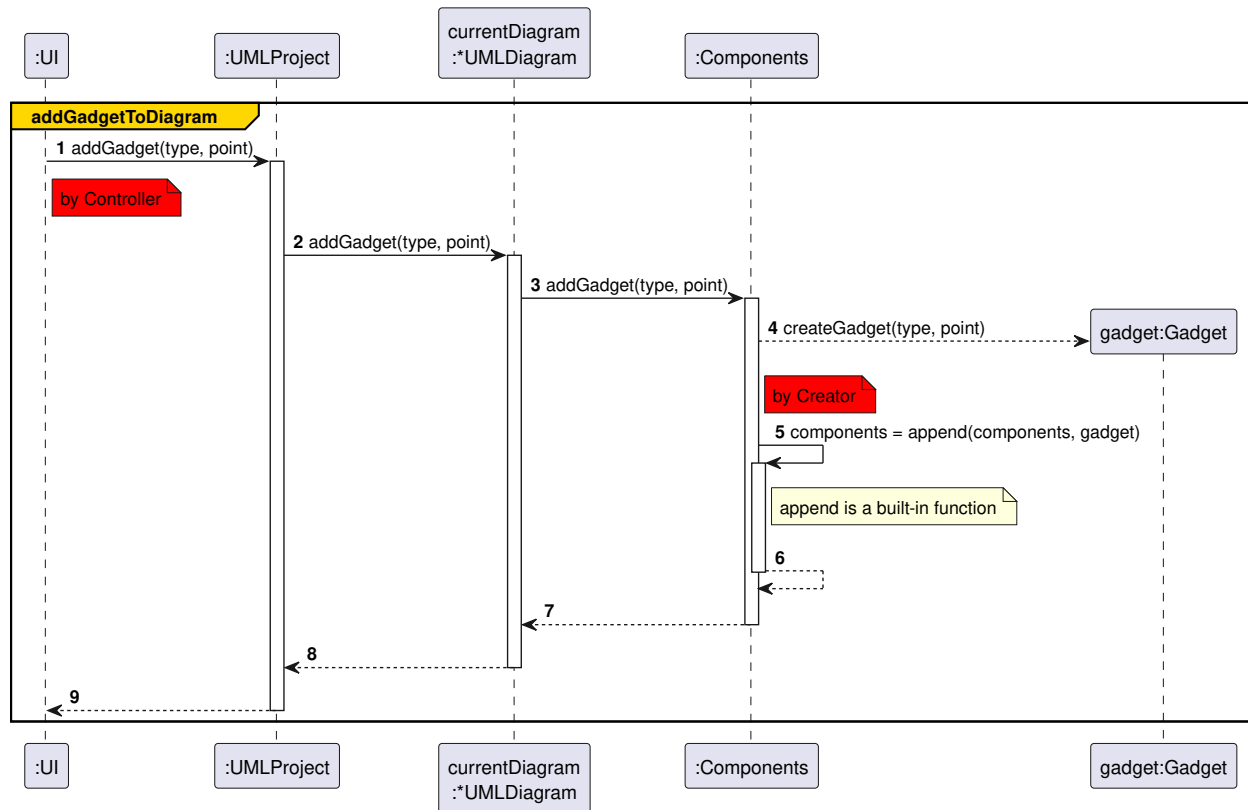 :UI
:UMLProject
currentDiagram
:*UMLDiagram
:Components
addGadgetToDiagram
1 addGadget(type, point)
by Controller
2 addGadget(type, point)
3 addGadget(type, point)
4 createGadget(type, point)
gadget:Gadget
by Creator
5 components = append(components, gadget)
append is a built-in function
6
7
8
9
:UI
:UMLProject
currentDiagram
:*UMLDiagram
:Components
gadget:Gadget